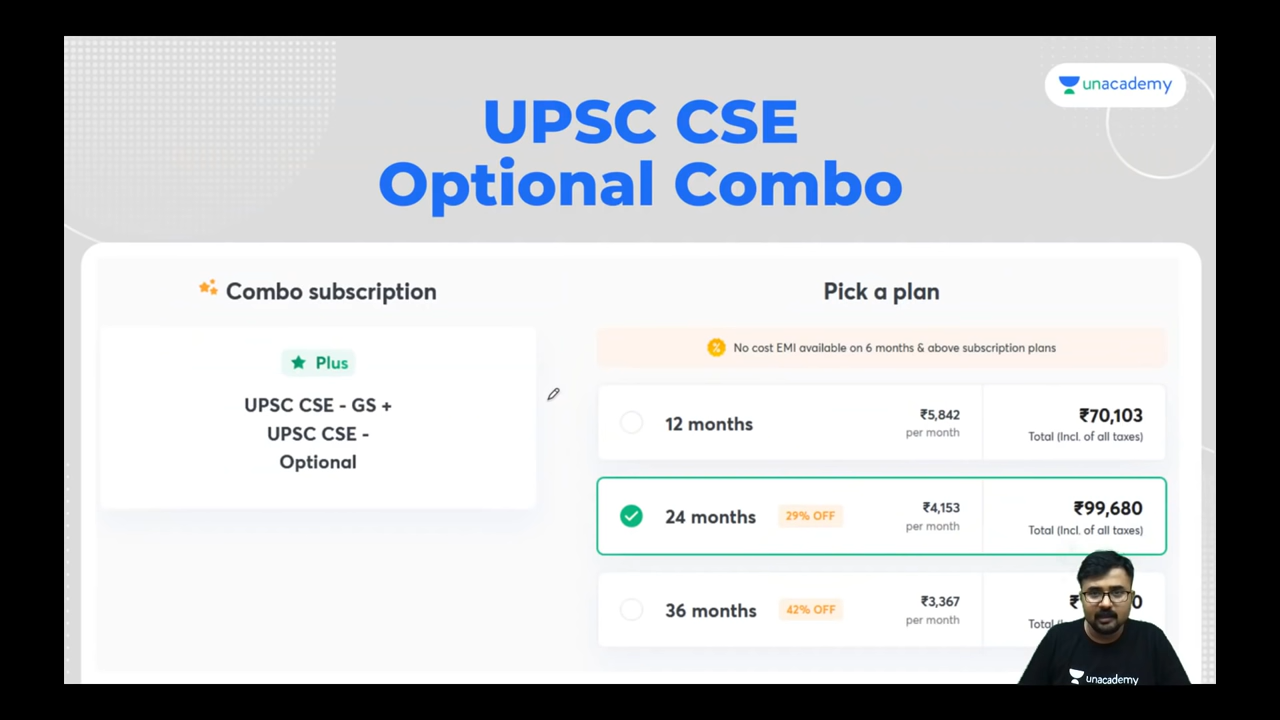 unacademy
UPSC CSE
Optional Combo
Combo subscription
Plus
UPSC CSE - GS +
UPSC CSE -
Optional
Pick a plan
No cost EMI available on 6 months & above subscription plans
12 months
₹5,842
per month
₹70,103
Total (Incl. of all taxes)
24 months
29% OFF
₹4,153
per month
₹99,680
Total (Incl. of all taxes)
36 months
42% OFF
₹3,367
per month
Total
unacademy